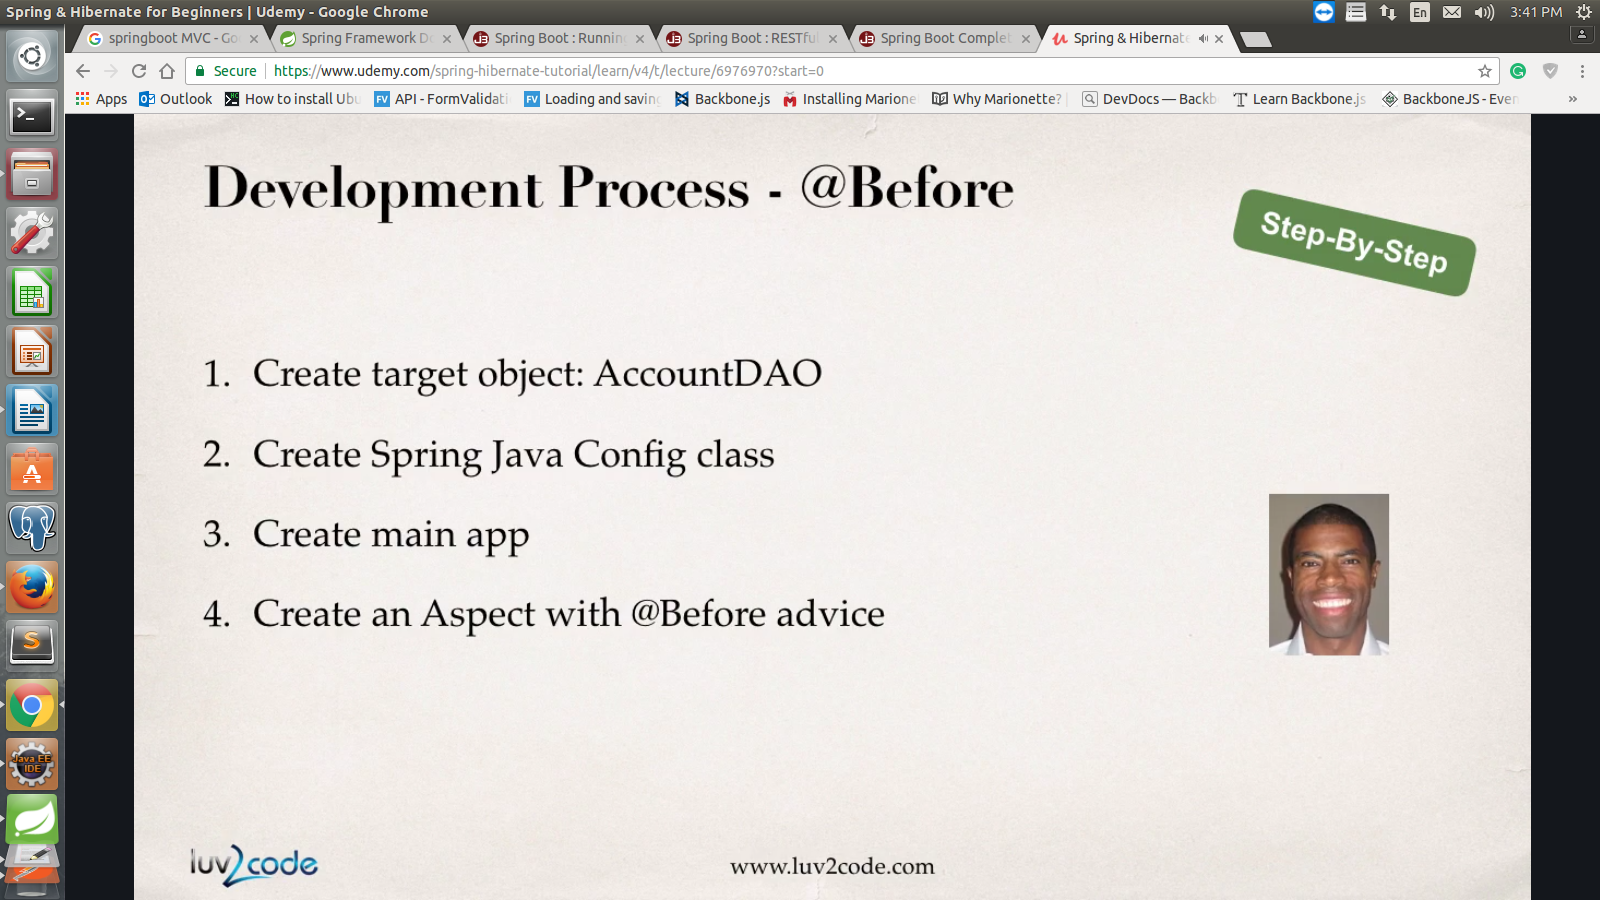 Spring & Hibernate for Beginners | Udemy - Google Chrome
En
3:41 PM
springboot MVC - Go
Spring Framework D
Spring Boot : Runnin
Spring Boot : RESTfu
Spring Boot Complet
Spring & Hibernate
Secure
https://www.udemy.com/spring-hibernate-tutorial/learn/v4/t/lecture/6976970?start=0
Apps
Outlook
How to install Ubu
FV API - FormValidati
FV Loading and saving
Backbone.js
Installing Marione
Why Marionette?
DevDocs — Backb
Learn Backbone.js
BackboneJS - Even
»
Development Process - @Before
Step-By-Step
1. Create target object: AccountDAO
2. Create Spring Java Config class
3. Create main app
4. Create an Aspect with @Before advice
Java EE
IDE
luv2code
www.luv2code.com